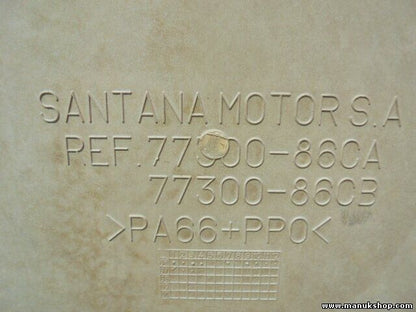 SANTANA MOTOR S.A
REF.77300-86CA
77300-86CB
>PA66+PPO<
www.manukshop.com